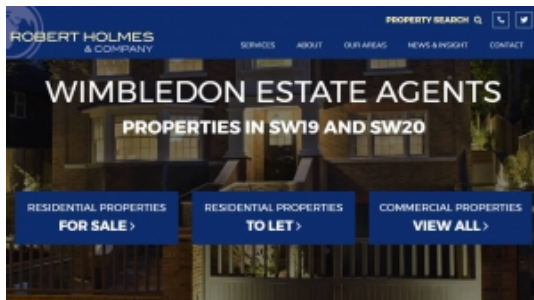 PROPERTY SEARCH
ROBERT HOLMES
& COMPANY
SERVICES ABOUT OUR AREAS NEWS & INSIGHT CONTACT
WIMBLEDON ESTATE AGENTS
PROPERTIES IN SW19 AND SW20
RESIDENTIAL PROPERTIES
FOR SALE >
RESIDENTIAL PROPERTIES
TO LET >
COMMERCIAL PROPERTIES
VIEW ALL >